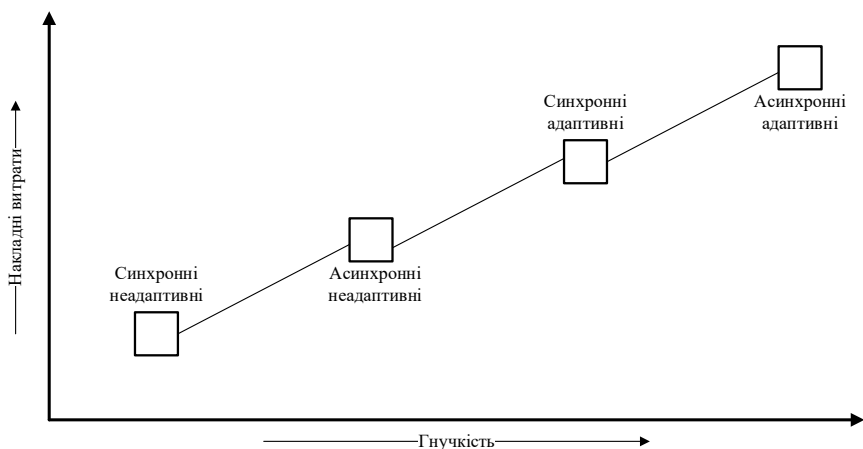 Асинхронні
адаптивні
Синхронні
адаптивні
Синхронні
неадаптивні
Асинхронні
неадаптивні
Накладні витрати
Гнучкість